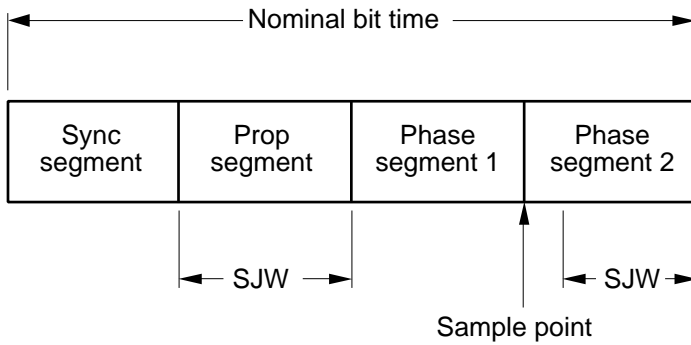 Nominal bit time
Sync
segment
Prop
segment
Phase
segment 1
Phase
segment 2
SJW
SJW
Sample point